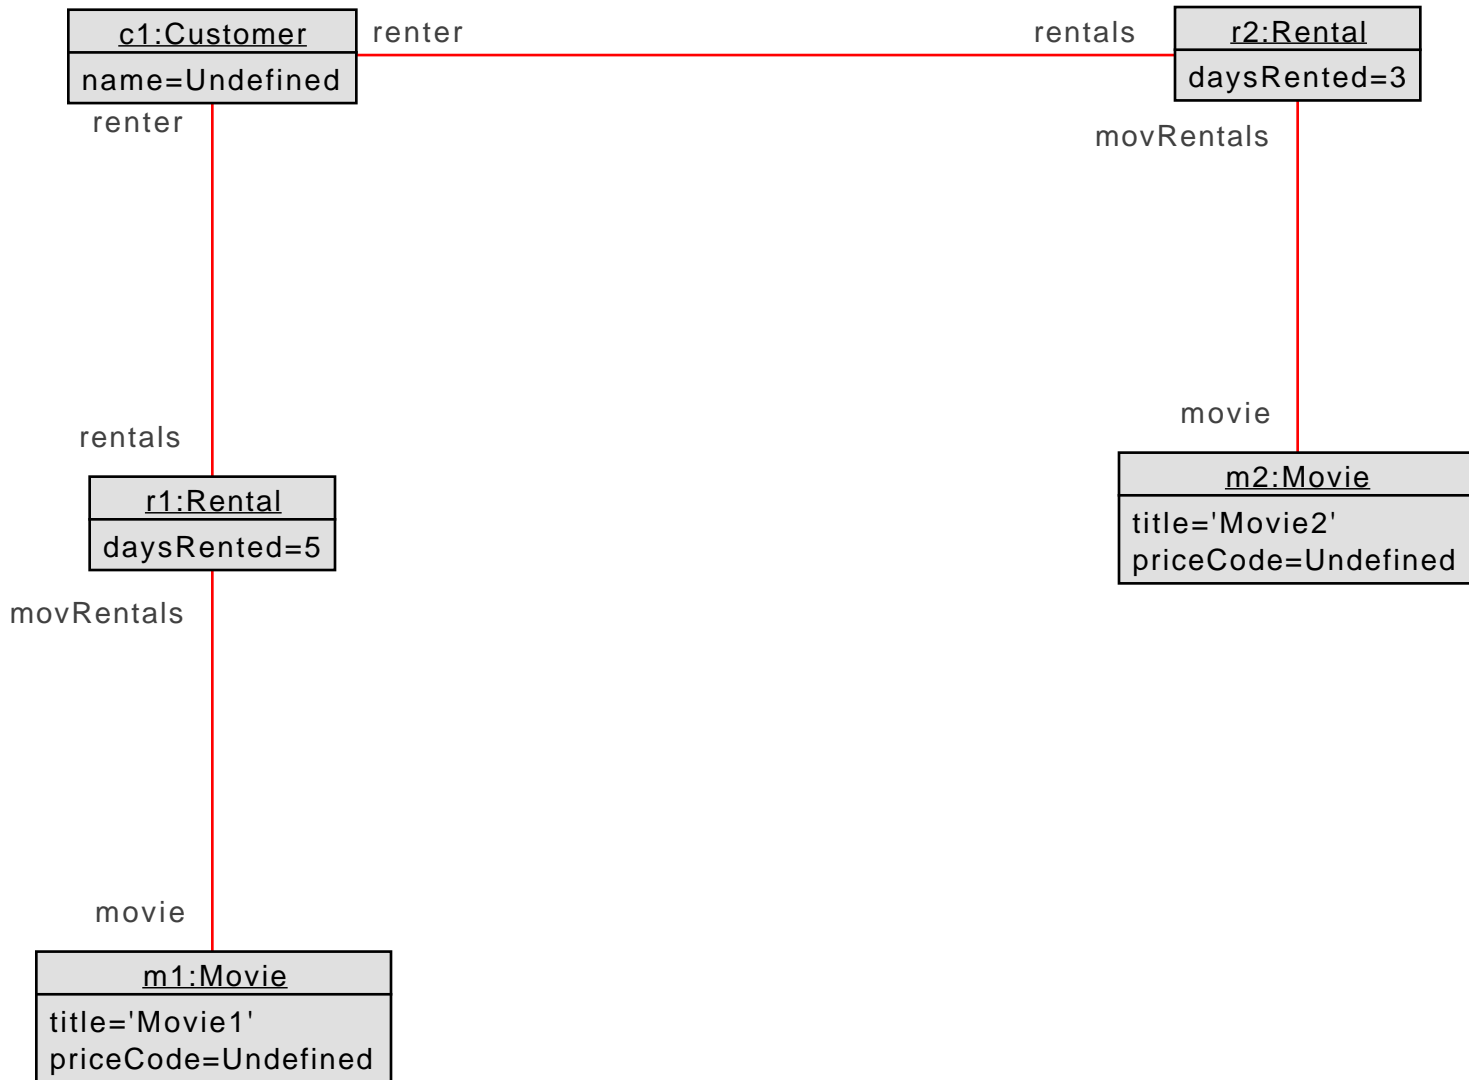 c1:Customer
name=Undefined
renter
rentals
r2:Rental
daysRented=3
renter
movRentals
movie
rentals
r1:Rental
daysRented=5
movRentals
m2:Movie
title='Movie2'
priceCode=Undefined
movie
m1:Movie
title='Movie1'
priceCode=Undefined